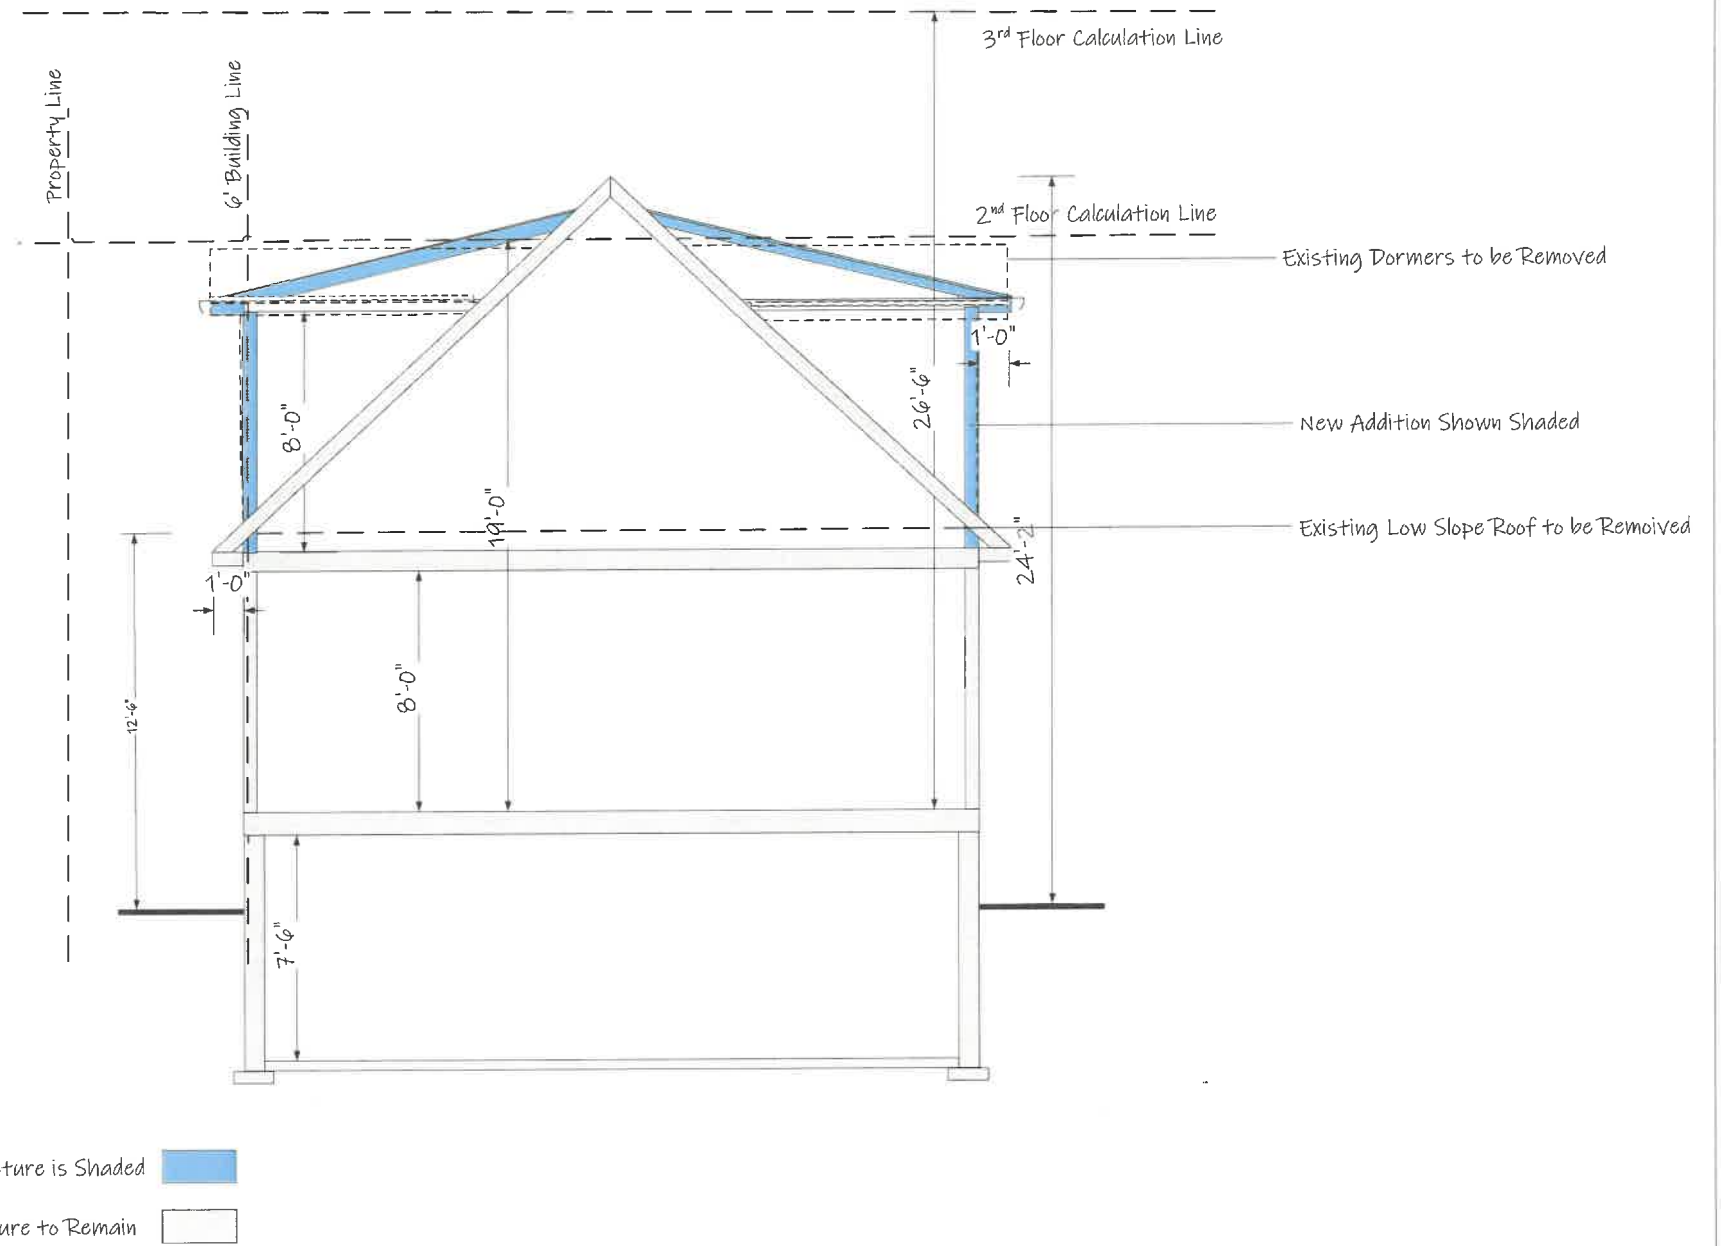 3rd Floor Calculation Line
Property Line
6' Building Line
2nd Floor Calculation Line
Existing Dormers to be Removed
1'-0"
26'-6"
8'-0"
New Addition Shown Shaded
19'-0"
Existing Low Slope Roof to be Remoived
24'-2"
1'-0"
8'-0"
12'-6"
7'-6"
ture is Shaded
ure to Remain